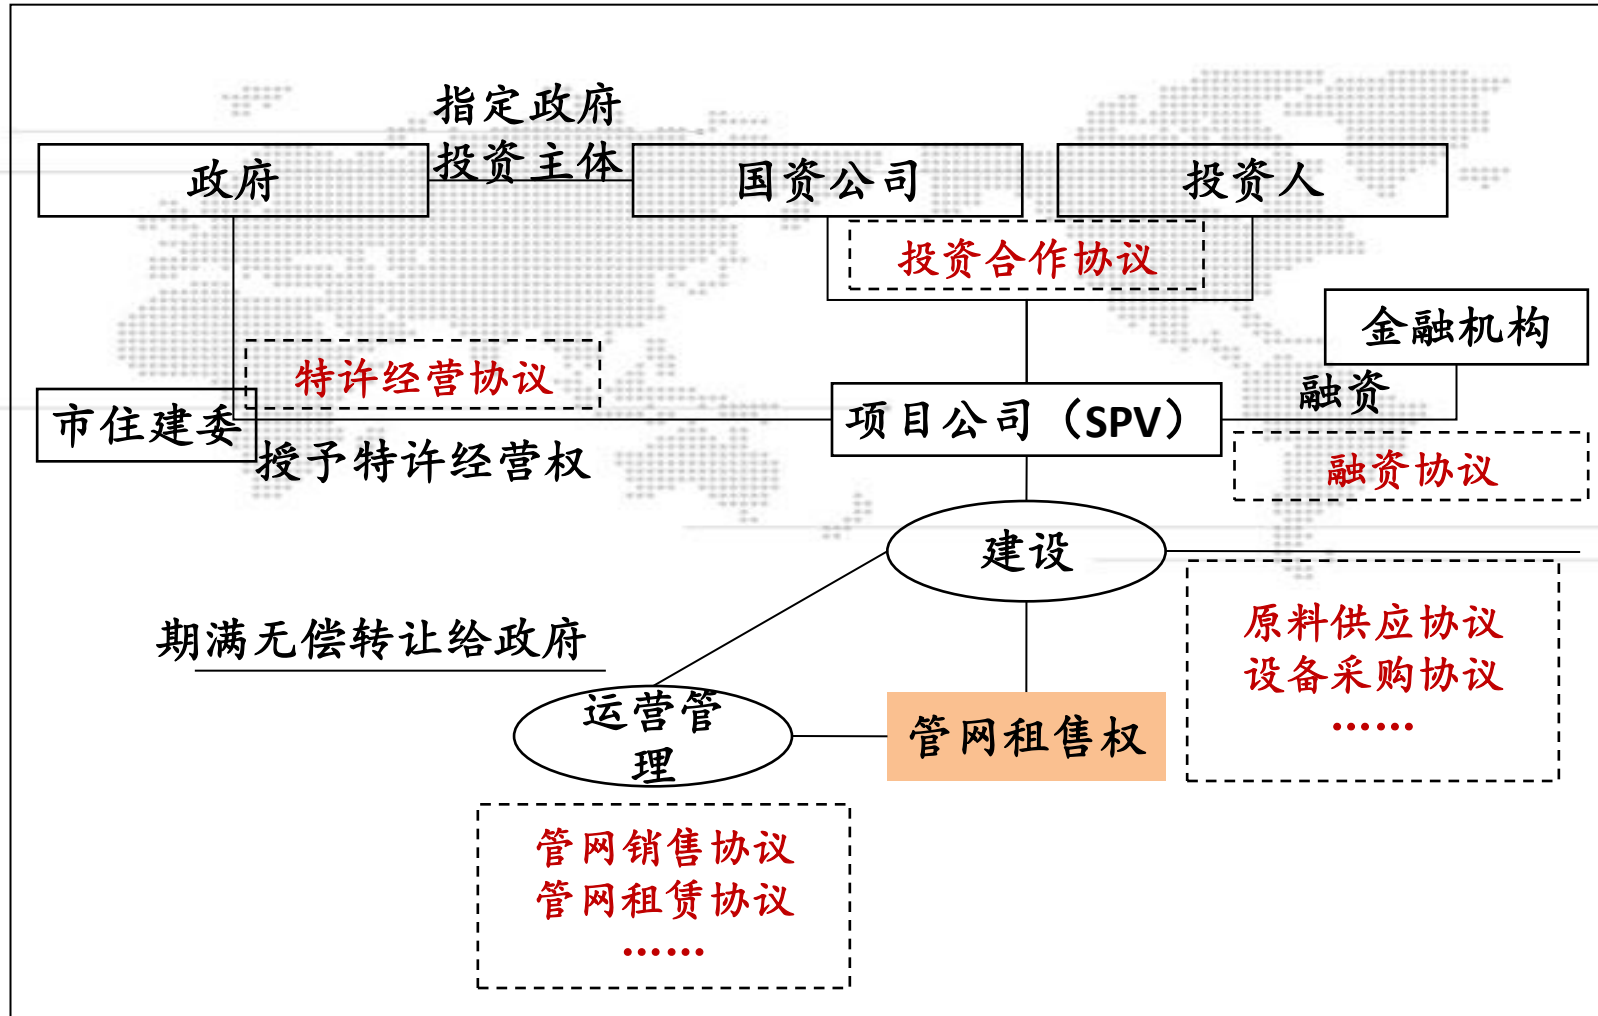 指定政府
投资主体
政府
国资公司
投资人
投资合作协议
金融机构
特许经营协议
融资
市住建委
项目公司（SPV）
授予特许经营权
融资协议
建设
期满无偿转让给政府
原料供应协议
设备采购协议
……
运营管
理
管网租售权
管网销售协议
管网租赁协议
……